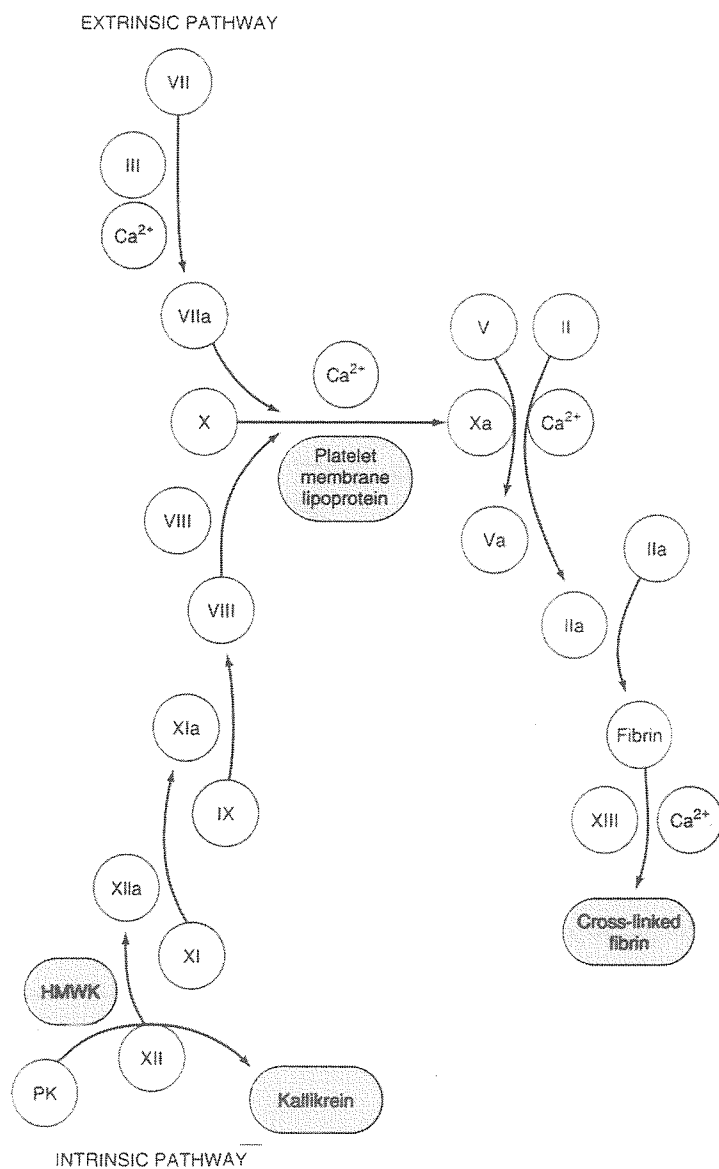 EXTRINSIC PATHWAY
VII
III
Ca²⁺
VIIa
V
II
Ca²⁺
X
Xa
Ca²⁺
Platelet
membrane
lipoprotein
VIII
Va
IIa
VIII
IIa
XIa
Fibrin
IX
XIII
Ca²⁺
XIIa
Cross-linked
fibrin
XI
HMWK
XII
PK
Kallikrein
INTRINSIC PATHWAY